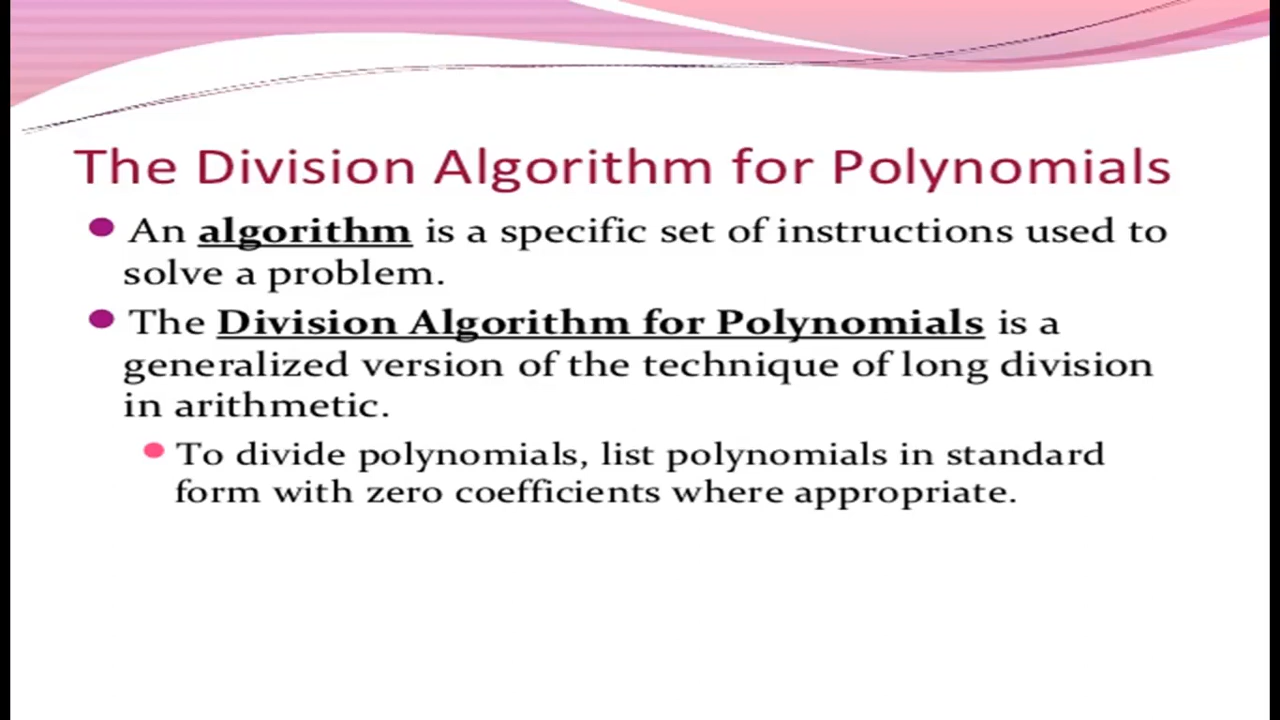 The Division Algorithm for Polynomials
An algorithm is a specific set of instructions used to
solve a problem.
The Division Algorithm for Polynomials is a
generalized version of the technique of long division
in arithmetic.
To divide polynomials, list polynomials in standard
form with zero coefficients where appropriate.